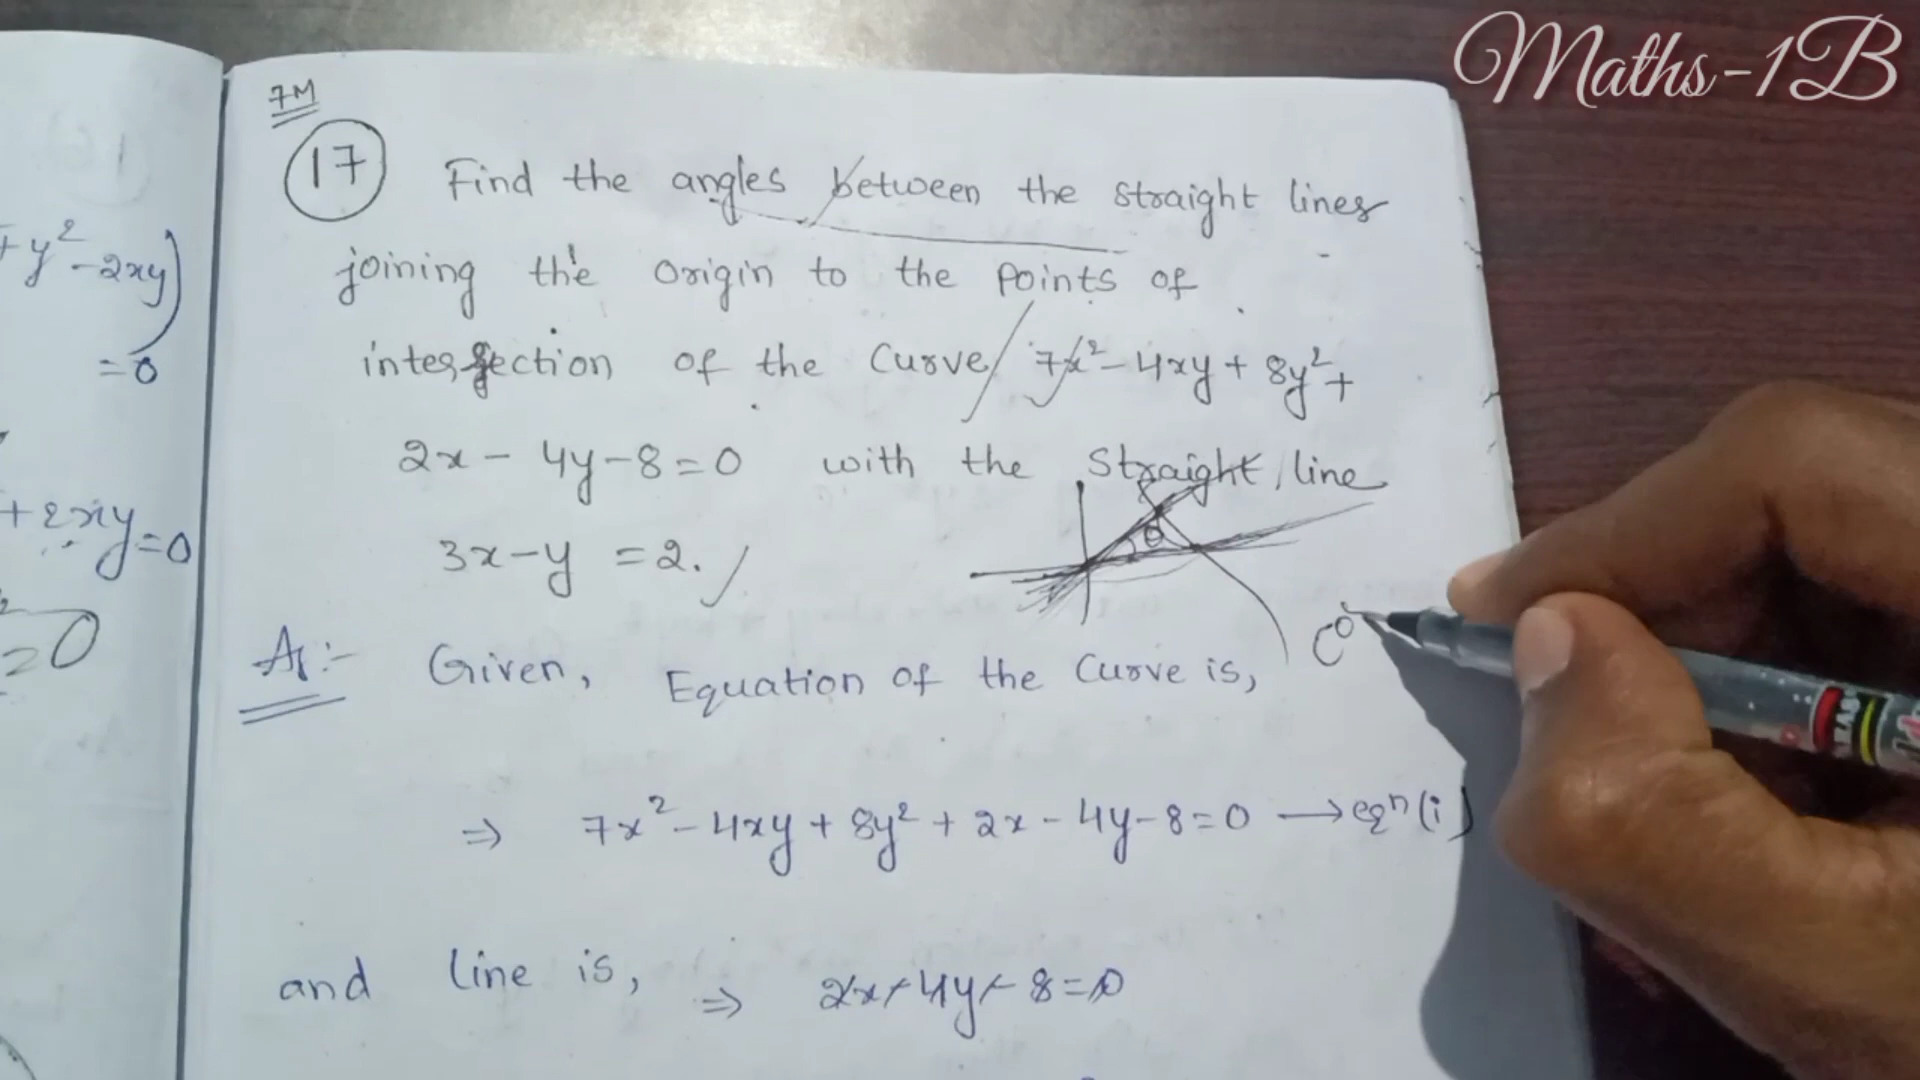 Maths-1B
7M
17 Find the angles between the straight lines
joining the origin to the points of
intersection of the curve 7x² - 4xy + 8y² +
2x - 4y - 8 = 0 with the straight line
3x - y = 2.
θ
co
A:- Given, Equation of the curve is,
⇒ 7x² - 4xy + 8y² + 2x - 4y - 8 = 0 → eqn (i)
and line is, ⇒ 2x - 4y - 8 = 0
+ y² - 2xy)
= 0
+ 2xy = 0
= 0